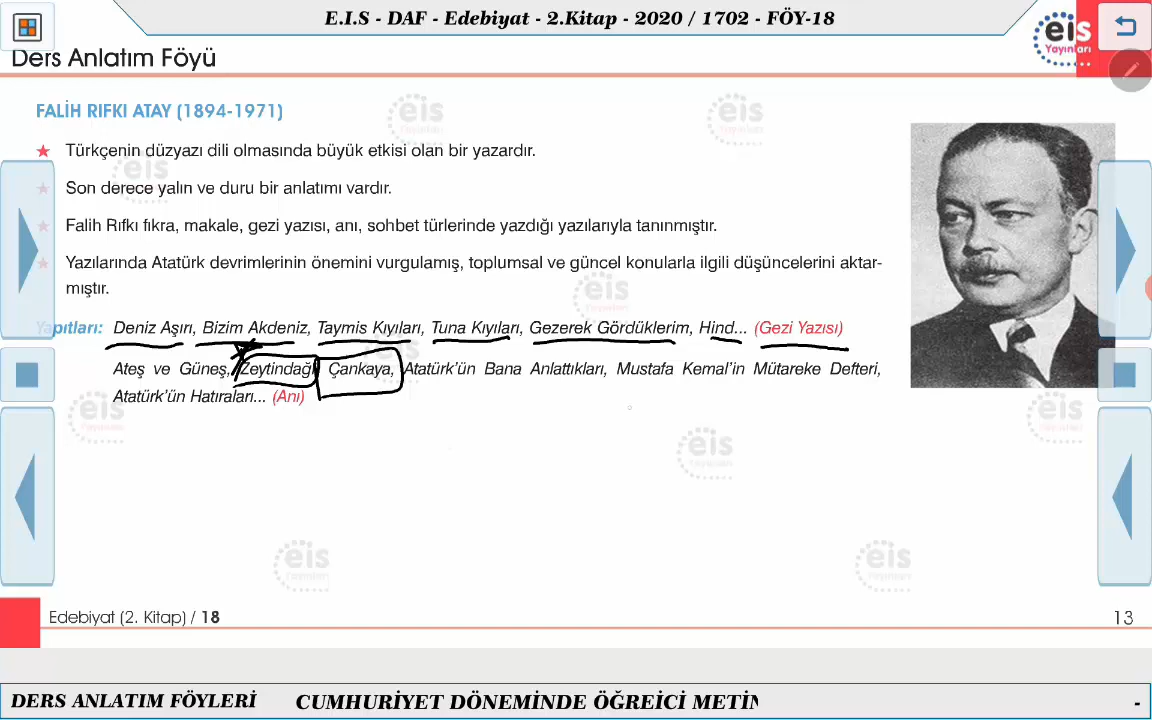 E.I.S - DAF - Edebiyat - 2.Kitap - 2020 / 1702 - FÖY-18
eis
Yayınları
Ders Anlatım Föyü
FALİH RIFKI ATAY (1894-1971)
Türkçenin düzyazı dili olmasında büyük etkisi olan bir yazardır.
Son derece yalın ve duru bir anlatımı vardır.
Falih Rıfkı fıkra, makale, gezi yazısı, anı, sohbet türlerinde yazdığı yazılarıyla tanınmıştır.
Yazılarında Atatürk devrimlerinin önemini vurgulamış, toplumsal ve güncel konularla ilgili düşüncelerini aktar-
mıştır.
Yapıtları: Deniz Aşırı, Bizim Akdeniz, Taymis Kıyıları, Tuna Kıyıları, Gezerek Gördüklerim, Hind... (Gezi Yazısı)
Ateş ve Güneş, Zeytindağı, Çankaya, Atatürk'ün Bana Anlattıkları, Mustafa Kemal'in Mütareke Defteri,
Atatürk'ün Hatıraları... (Anı)
Edebiyat (2. Kitap) / 18
13
DERS ANLATIM FÖYLERİ CUMHURİYET DÖNEMİNDE ÖĞREİCİ METİN -